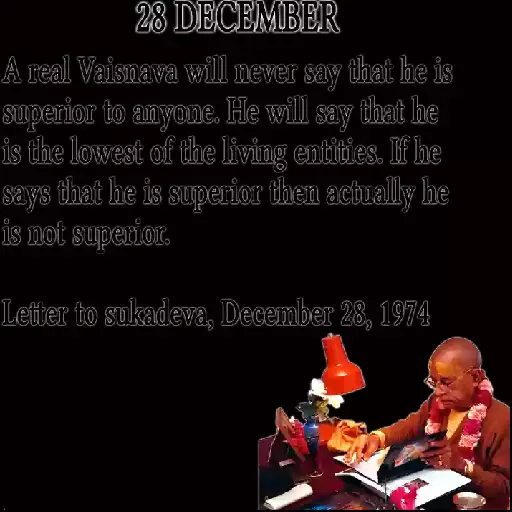 28 DECEMBER
A real Vaisnava will never say that he is
superior to anyone. He will say that he
is the lowest of the living entities. If he
says that he is superior then actually he
is not superior.
Letter to sukadeva, December 28, 1974